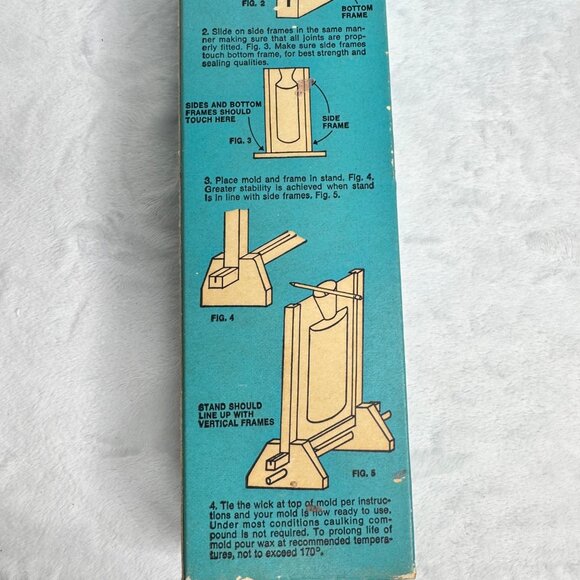 FIG. 2
BOTTOM
FRAME
2. Slide on side frames in the same man-
ner making sure that all joints are prop-
erly fitted. Fig. 3. Make sure side frames
touch bottom frame, for best strength and
sealing qualities.
SIDES AND BOTTOM
FRAMES SHOULD
TOUCH HERE
FIG. 3
SIDE
FRAME
3. Place mold and frame in stand. Fig. 4.
Greater stability is achieved when stand
is in line with side frames. Fig. 5.
FIG. 4
STAND SHOULD
LINE UP WITH
VERTICAL FRAMES
FIG. 5
4. Tie the wick at top of mold per instruc-
tions and your mold is now ready to use.
Under most conditions caulking com-
pound is not required. To prolong life of
mold pour wax at recommended tempera-
tures, not to exceed 170°.